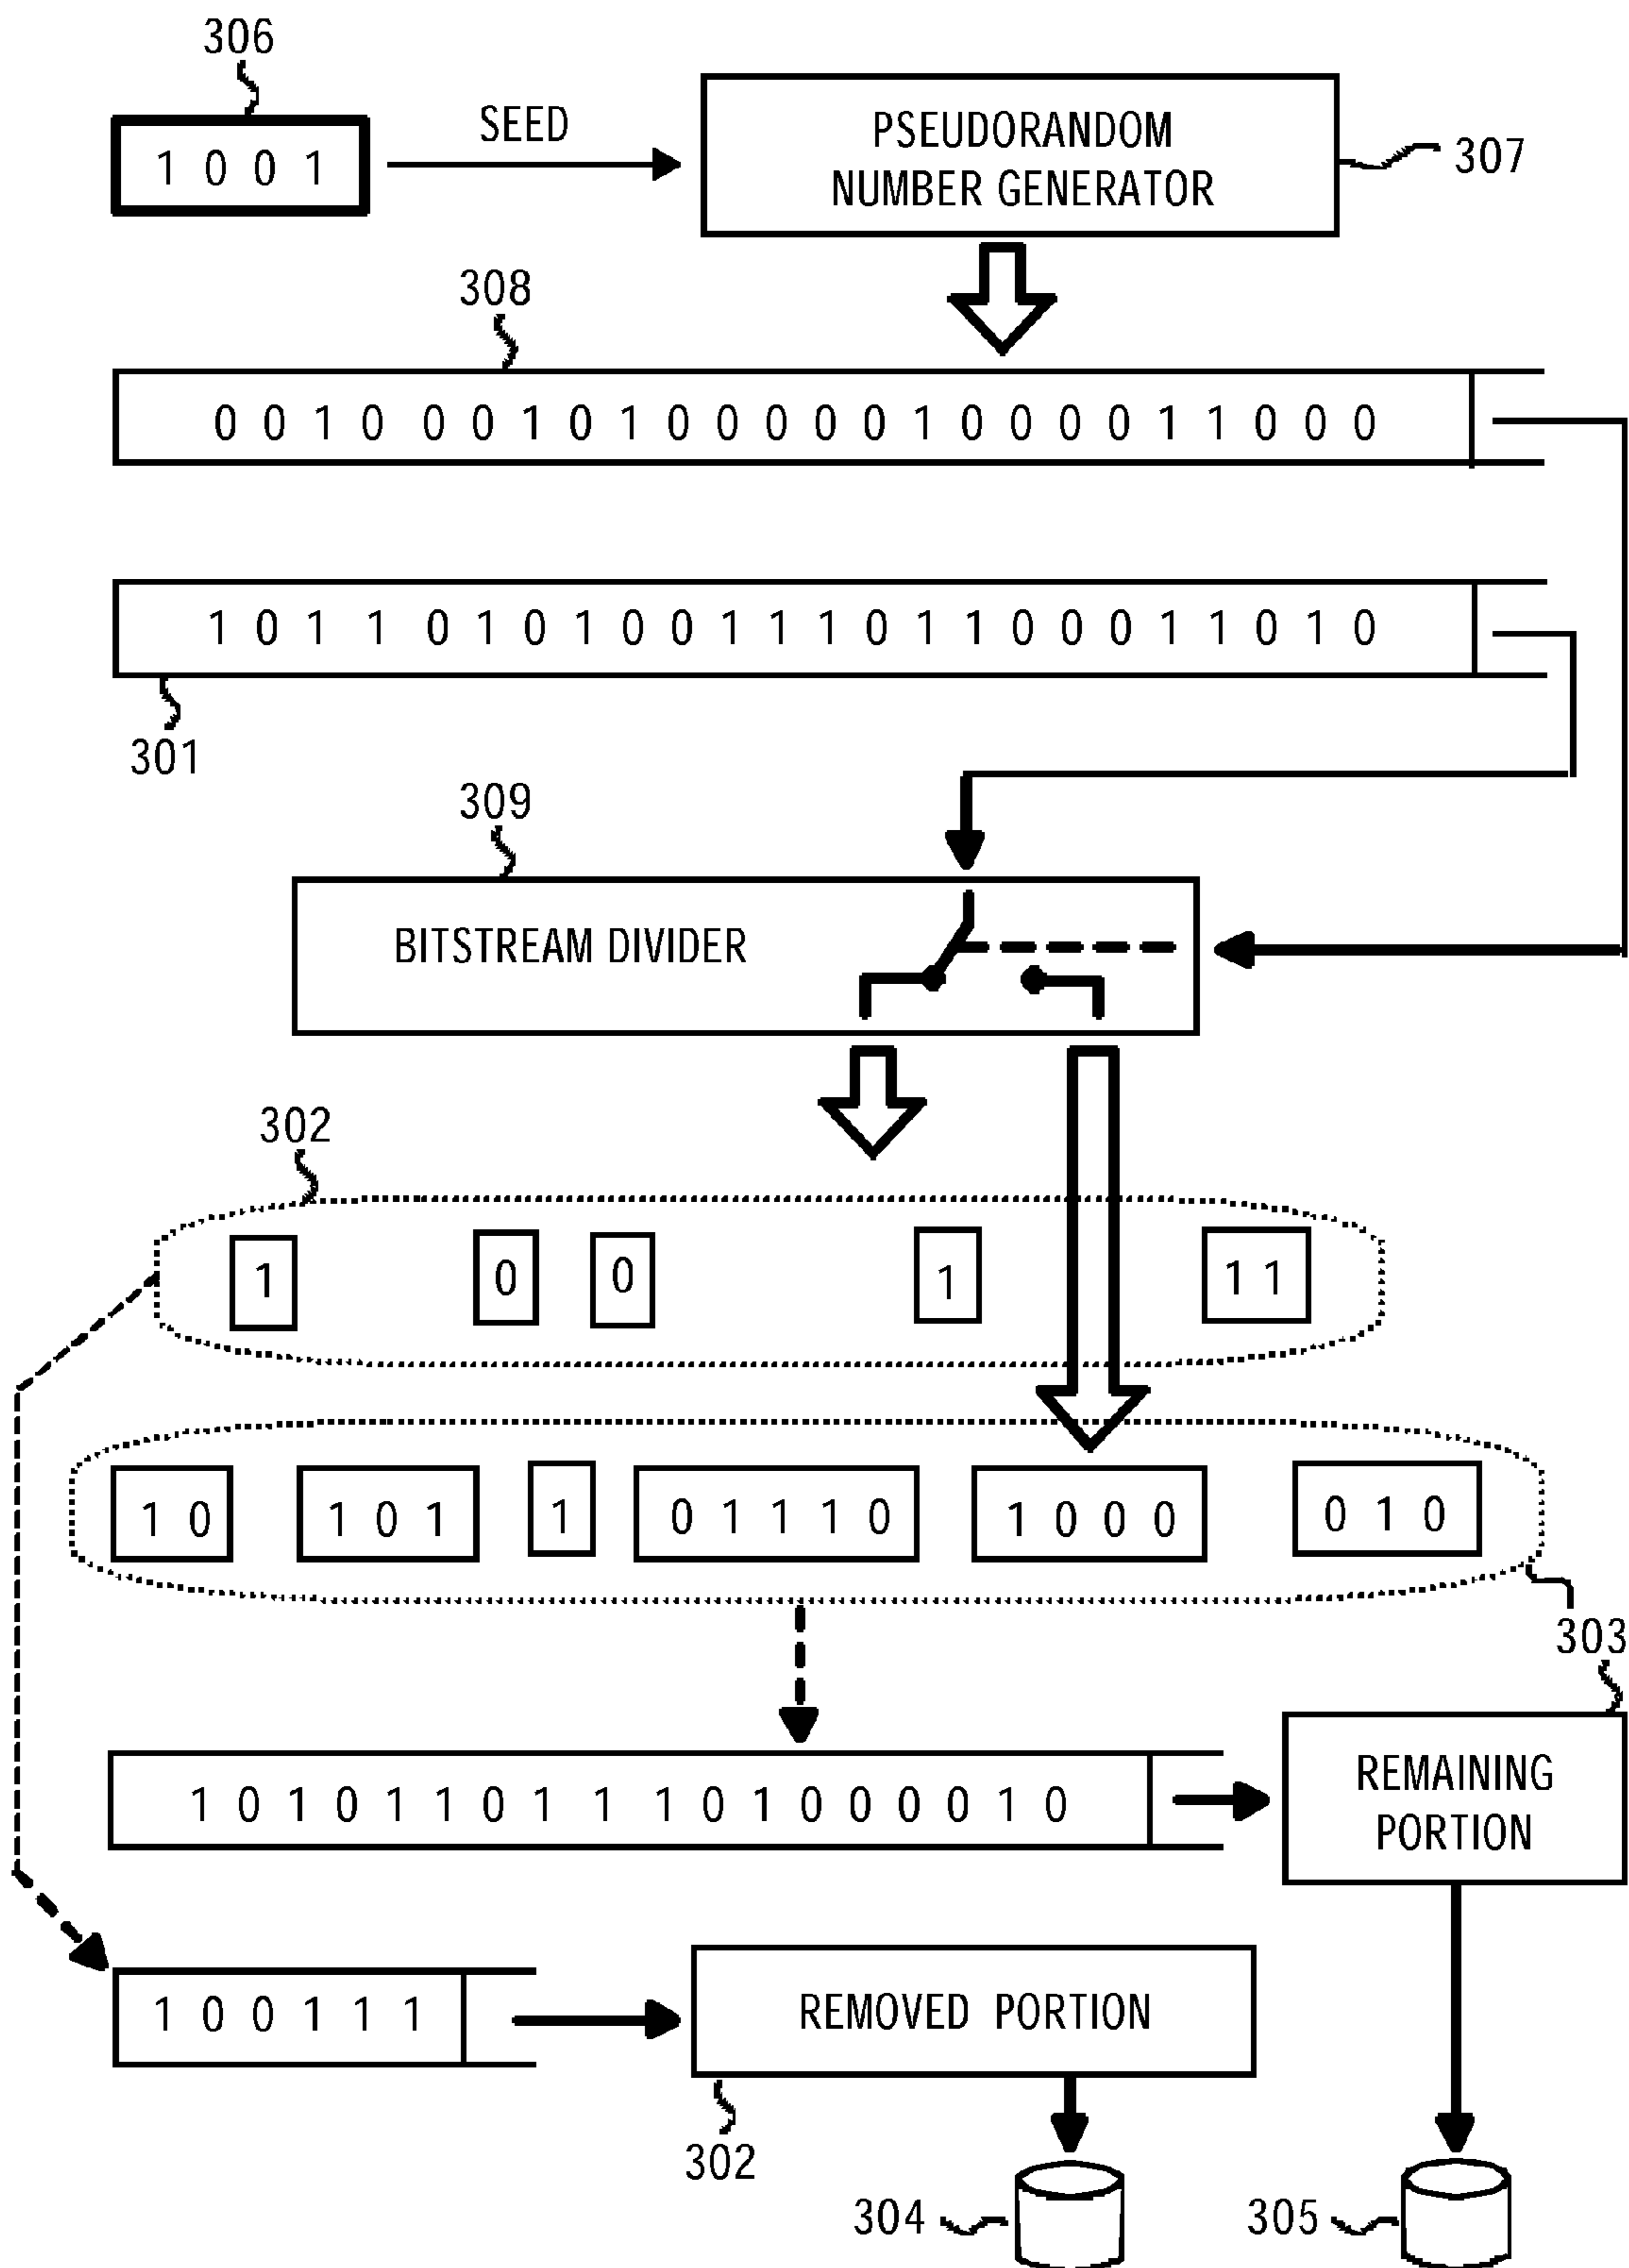 306
1 0 0 1
SEED
PSEUDORANDOM
NUMBER GENERATOR
307
308
0 0 1 0 0 0 1 0 1 0 0 0 0 0 1 0 0 0 0 1 1 0 0 0
1 0 1 1 0 1 0 1 0 0 1 1 1 0 1 1 0 0 0 1 1 0 1 0
301
309
BITSTREAM DIVIDER
302
1 0 0 1 1 1
1 0 1 0 1 1 0 1 1 1 0 1 0 0 0 0 1 0
303
1 0 1 0 1 1 0 1 1 1 0 1 0 0 0 0 1 0
REMAINING
PORTION
1 0 0 1 1 1
REMOVED PORTION
302
304
305